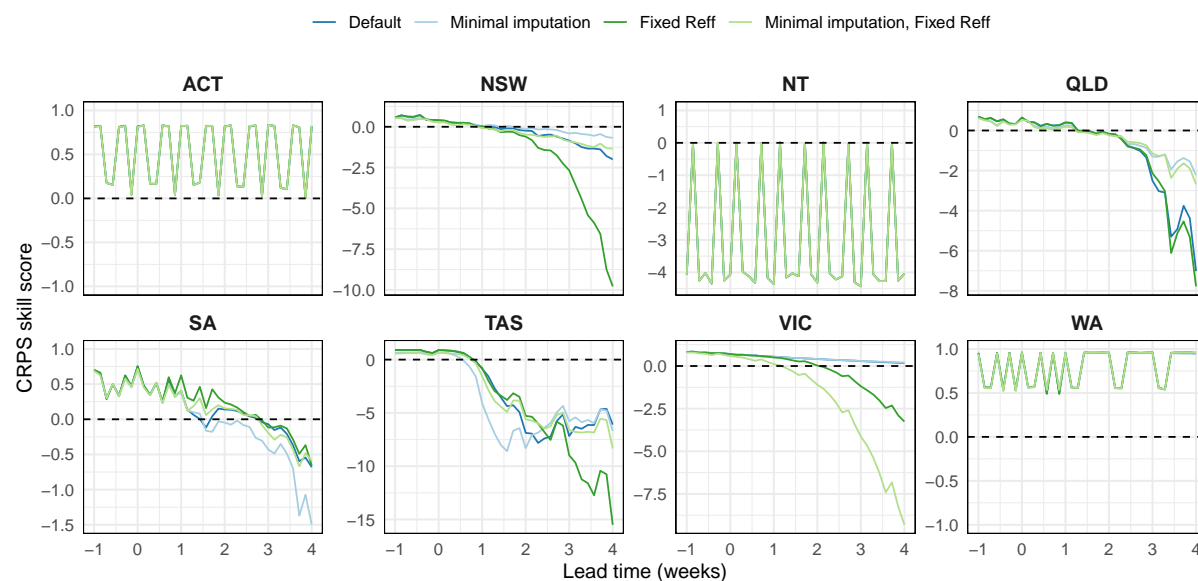 Default Minimal imputation Fixed Reff Minimal imputation, Fixed Reff
ACT NSW NT QLD
1.0 0.5 0.0 −0.5 −1.0
0.0 −2.5 −5.0 −7.5 −10.0
1 0 −1 −2 −3 −4
2 0 −2 −4 −6 −8
CRPS skill score
SA TAS VIC WA
1.0 0.5 0.0 −0.5 −1.0 −1.5
0 −5 −10 −15
0.0 −2.5 −5.0 −7.5
1.0 0.5 0.0 −0.5 −1.0
−1 0 1 2 3 4 −1 0 1 2 3 4 −1 0 1 2 3 4 −1 0 1 2 3 4
Lead time (weeks)